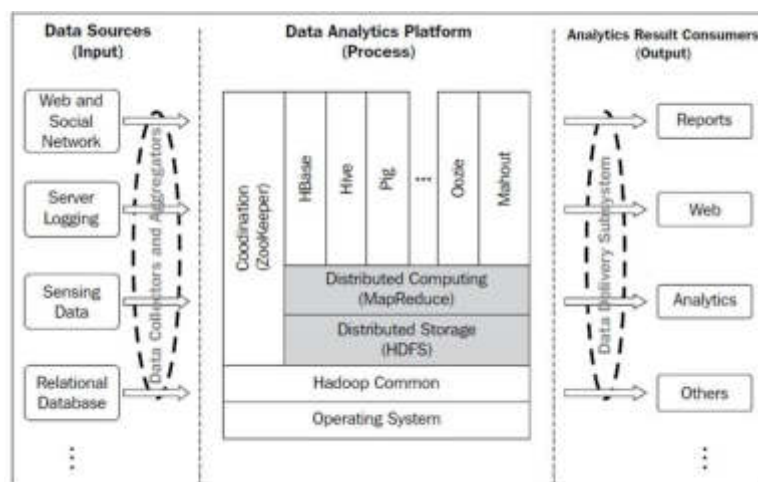 Data Sources
(Input)
Data Analytics Platform
(Process)
Analytics Result Consumers
(Output)
Web and
Social
Network
Server
Logging
Sensing
Data
Relational
Database
Data Collectors and Aggregators
Coodination
(ZooKeeper)
HBase
Hive
Pig
...
Oozie
Mahout
Distributed Computing
(MapReduce)
Distributed Storage
(HDFS)
Hadoop Common
Operating System
Data Delivery Subsystem
Reports
Web
Analytics
Others